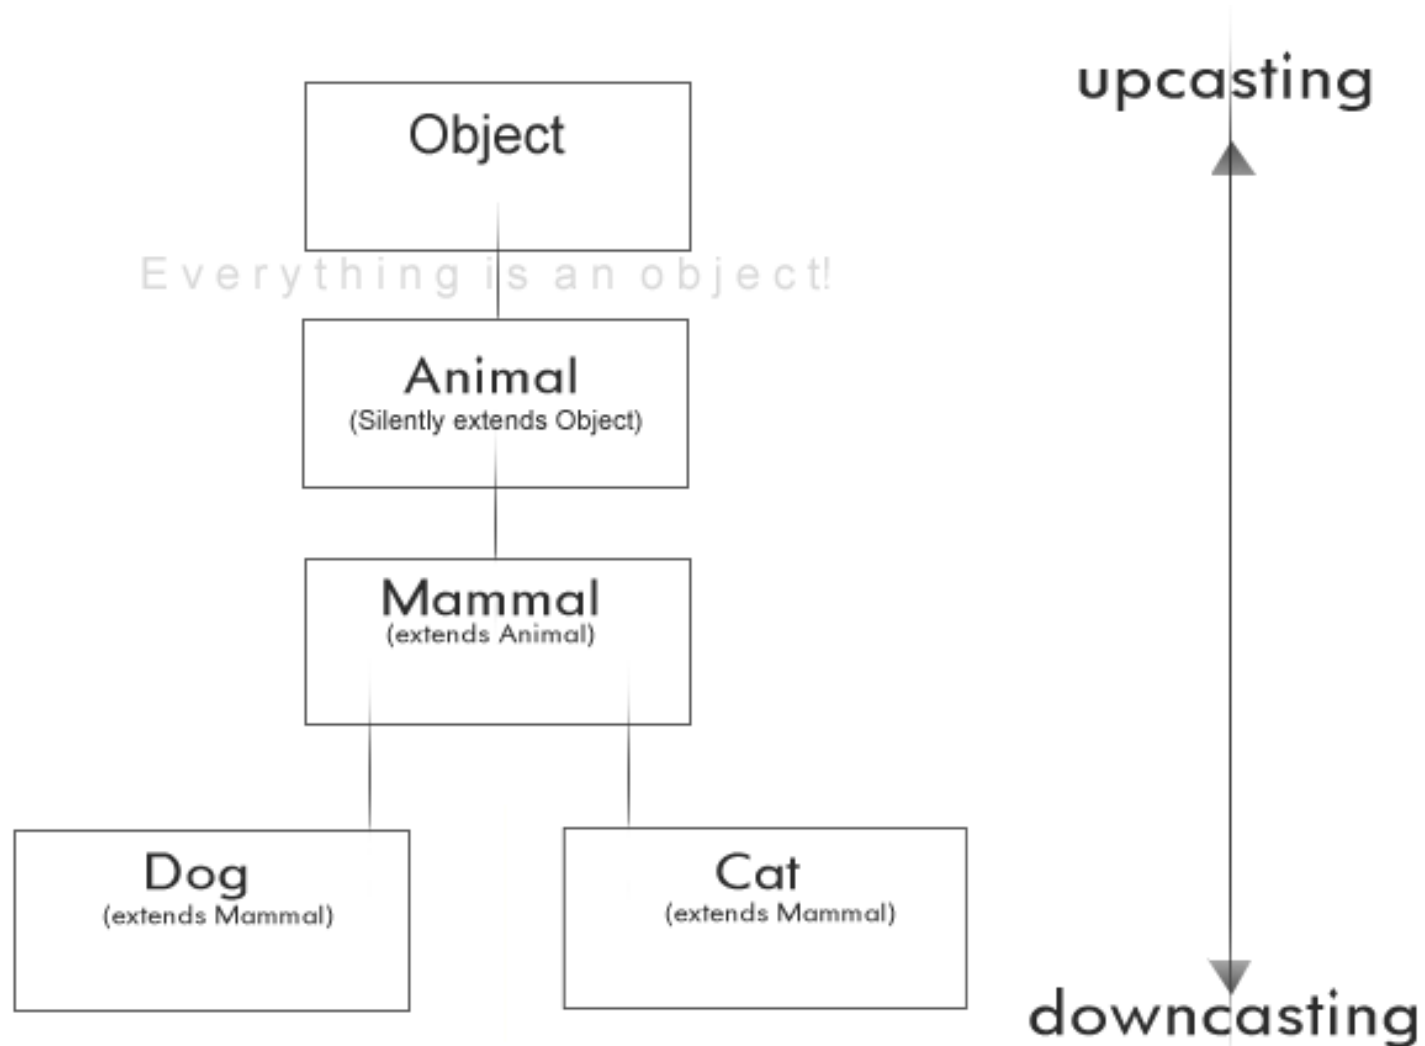 Object
upcasting
Everything is an object!
Animal
(Silently extends Object)
Mammal
(extends Animal)
Dog
(extends Mammal)
Cat
(extends Mammal)
downcasting